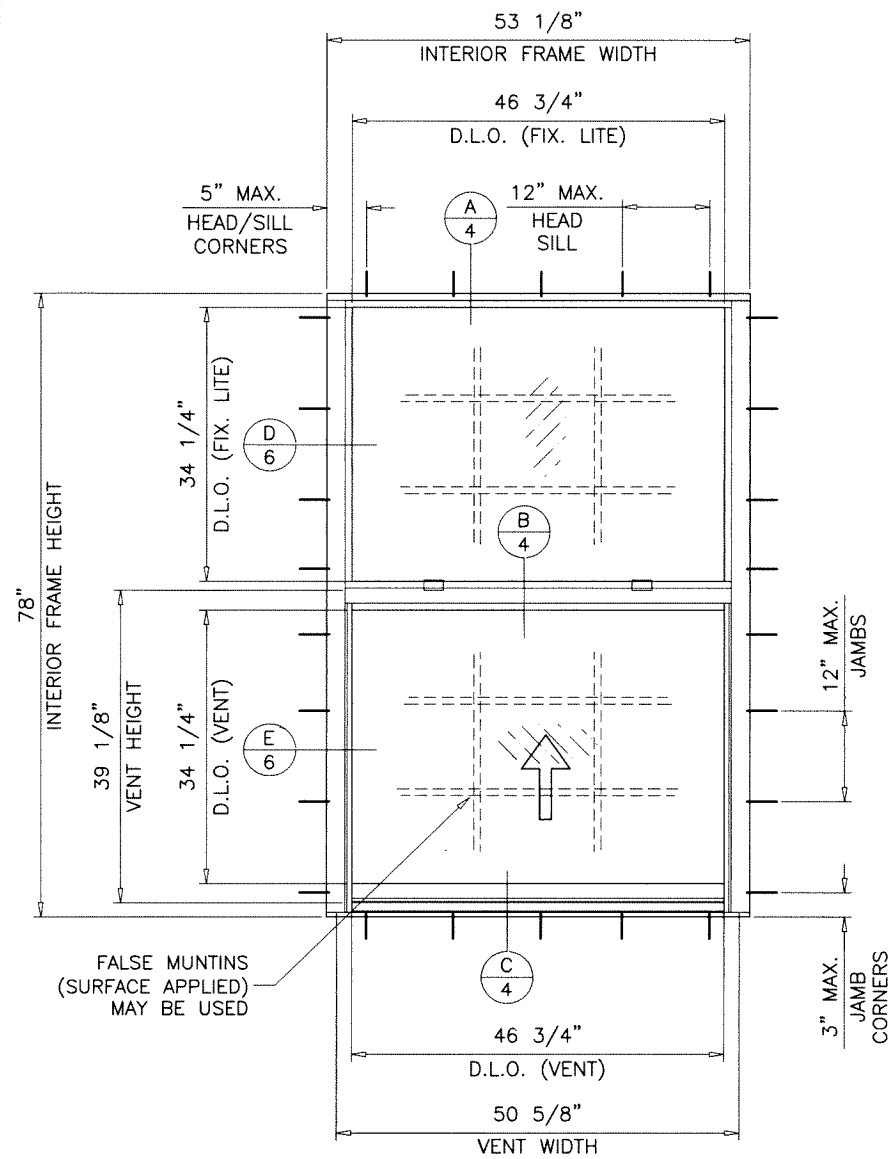 53 1/8"
INTERIOR FRAME WIDTH
46 3/4"
D.L.O. (FIX. LITE)
5" MAX.
HEAD/SILL
CORNERS
A
4
12" MAX.
HEAD
SILL
78"
INTERIOR FRAME HEIGHT
34 1/4"
D.L.O. (FIX. LITE)
D
6
B
4
39 1/8"
VENT HEIGHT
34 1/4"
D.L.O. (VENT)
E
6
12" MAX.
JAMBS
FALSE MUNTINS
(SURFACE APPLIED)
MAY BE USED
C
4
3" MAX.
JAMB
CORNERS
46 3/4"
D.L.O. (VENT)
50 5/8"
VENT WIDTH